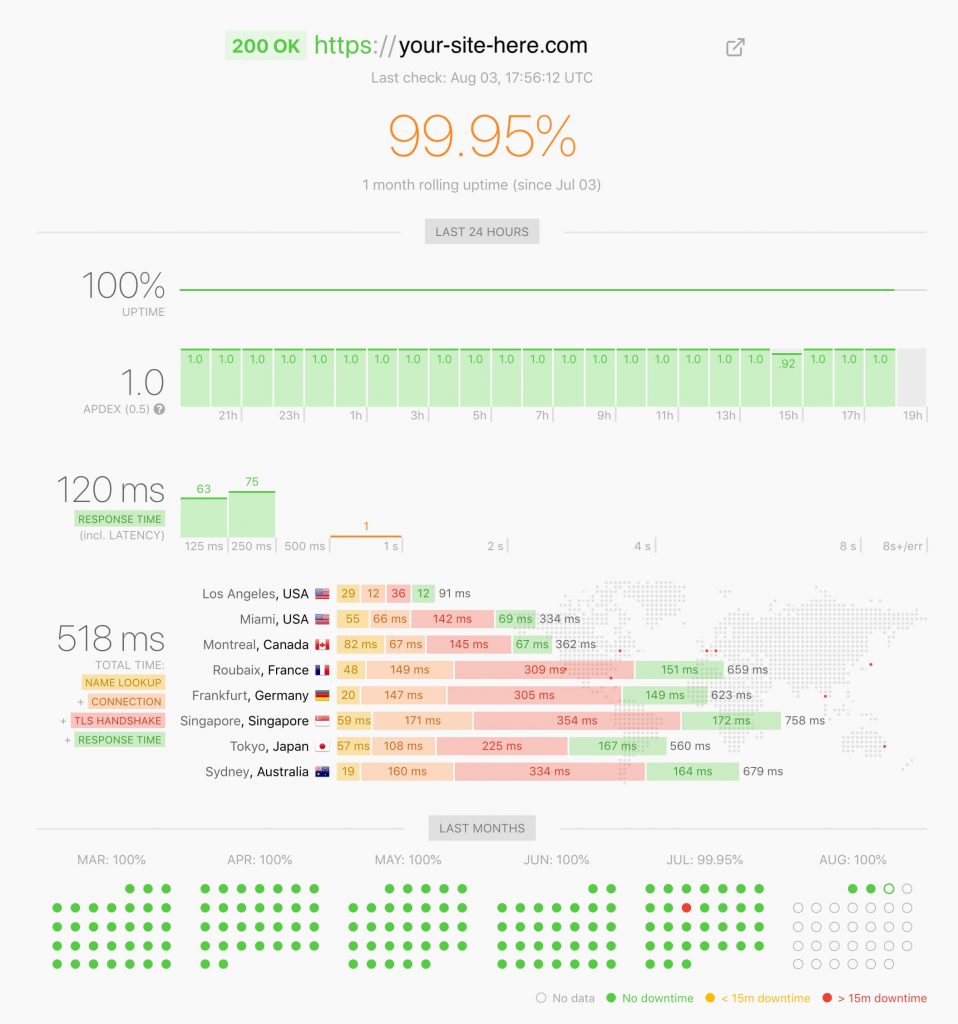 200 OK https://your-site-here.com
Last check: Aug 03, 17:56:12 UTC
99.95%
1 month rolling uptime (since Jul 03)
LAST 24 HOURS
100%
UPTIME
1.0 1.0 1.0 1.0 1.0 1.0 1.0 1.0 1.0 1.0 1.0 1.0 1.0 1.0 1.0 1.0 1.0 1.0 1.0 .92 1.0 1.0 1.0
1.0
APDEX (0.5) ?
21h 23h 1h 3h 5h 7h 9h 11h 13h 15h 17h 19h
120 ms
RESPONSE TIME
(incl. LATENCY)
63 75 1
125 ms 250 ms 500 ms 1 s 2 s 4 s 8 s 8s+/err
518 ms
TOTAL TIME:
NAME LOOKUP
+ CONNECTION
+ TLS HANDSHAKE
+ RESPONSE TIME
Los Angeles, USA 29 12 36 12 91 ms
Miami, USA 55 66 ms 142 ms 69 ms 334 ms
Montreal, Canada 82 ms 67 ms 145 ms 67 ms 362 ms
Roubaix, France 48 149 ms 309 ms 151 ms 659 ms
Frankfurt, Germany 20 147 ms 305 ms 149 ms 623 ms
Singapore, Singapore 59 ms 171 ms 354 ms 172 ms 758 ms
Tokyo, Japan 57 ms 108 ms 225 ms 167 ms 560 ms
Sydney, Australia 19 160 ms 334 ms 164 ms 679 ms
LAST MONTHS
MAR: 100% APR: 100% MAY: 100% JUN: 100% JUL: 99.95% AUG: 100%
No data No downtime < 15m downtime > 15m downtime